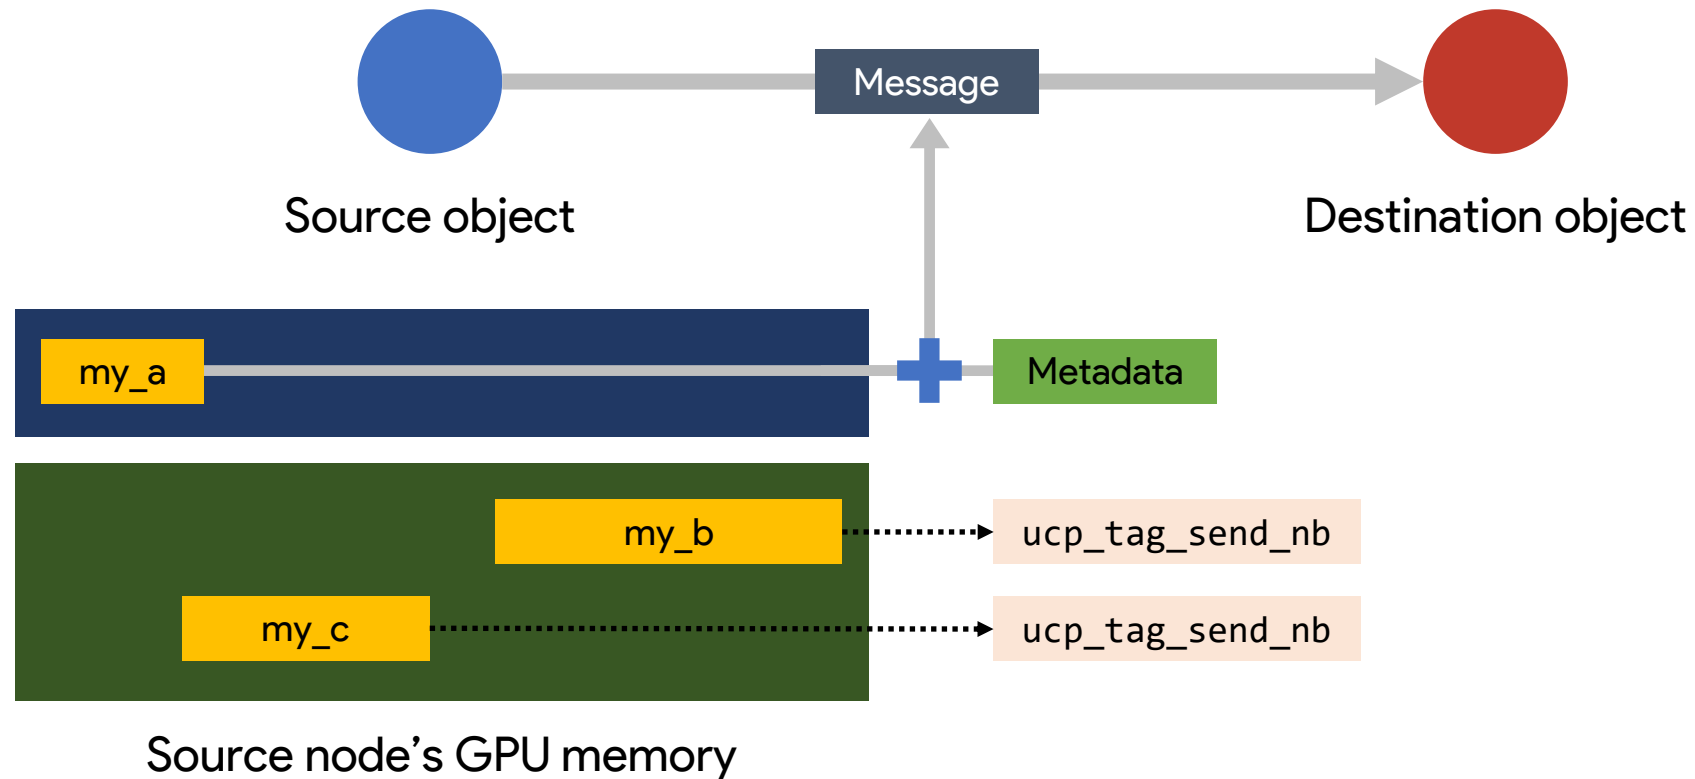 Message
Source object
Destination object
my_a
Metadata
my_b
ucp_tag_send_nb
my_c
ucp_tag_send_nb
Source node’s GPU memory